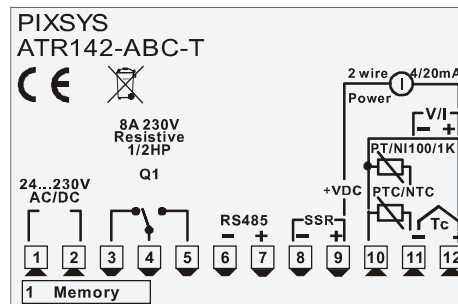 PIXSYS
ATR142-ABC-T
CE
2 wire 4/20mA
Power
I
V/I
- +
8A 230V
Resistive
1/2HP
PT/NI100/1K
Q1
24...230V
AC/DC
+VDC PTC/NTC
RS485 SSR Tc
- + - + - +
1 2 3 4 5 6 7 8 9 10 11 12
1 Memory